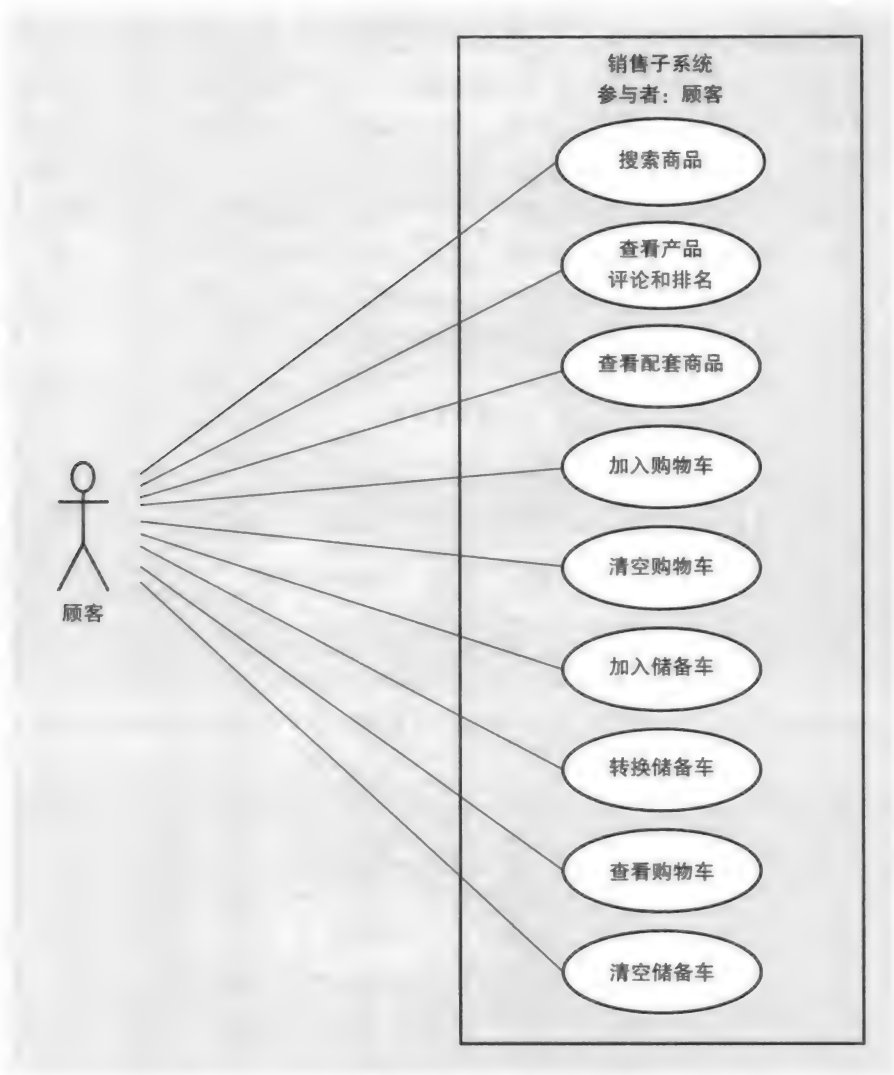 销售子系统
参与者：顾客
搜索商品
查看产品
评论和排名
查看配套商品
加入购物车
清空购物车
加入储备车
转换储备车
查看购物车
清空储备车
顾客